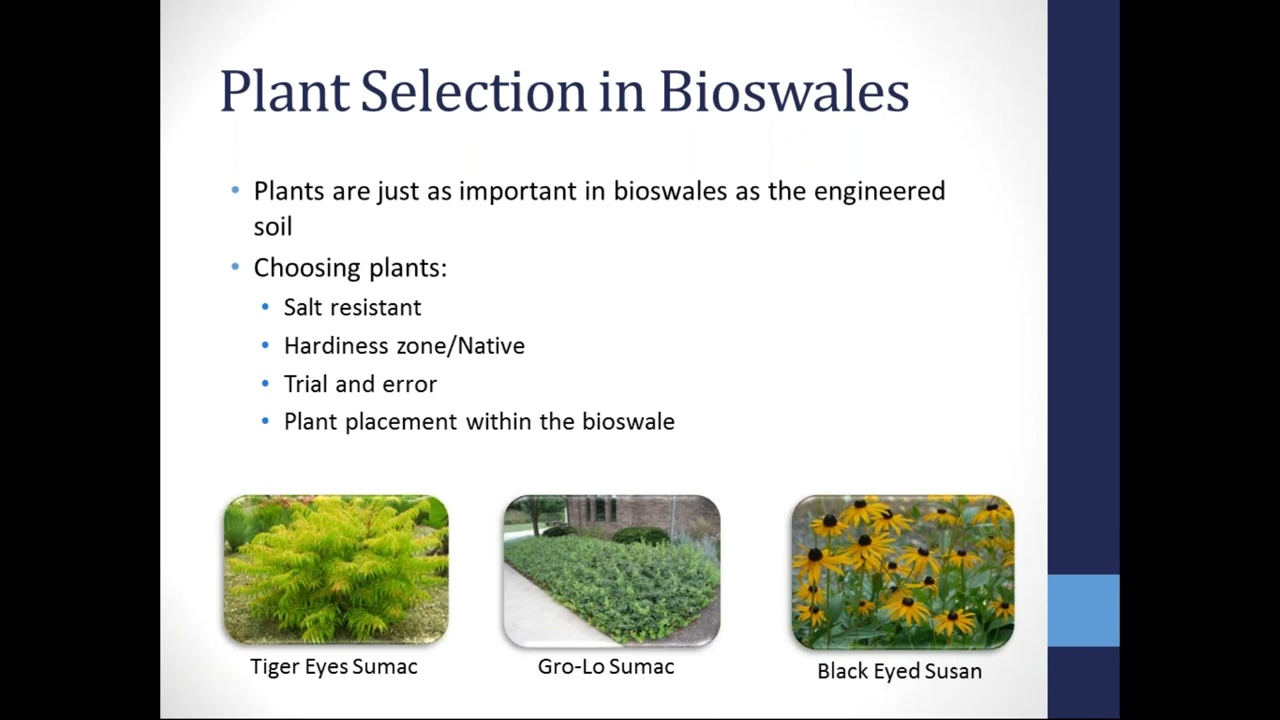 Plant Selection in Bioswales
• Plants are just as important in bioswales as the engineered
soil
• Choosing plants:
• Salt resistant
• Hardiness zone/Native
• Trial and error
• Plant placement within the bioswale
Tiger Eyes Sumac
Gro-Lo Sumac
Black Eyed Susan